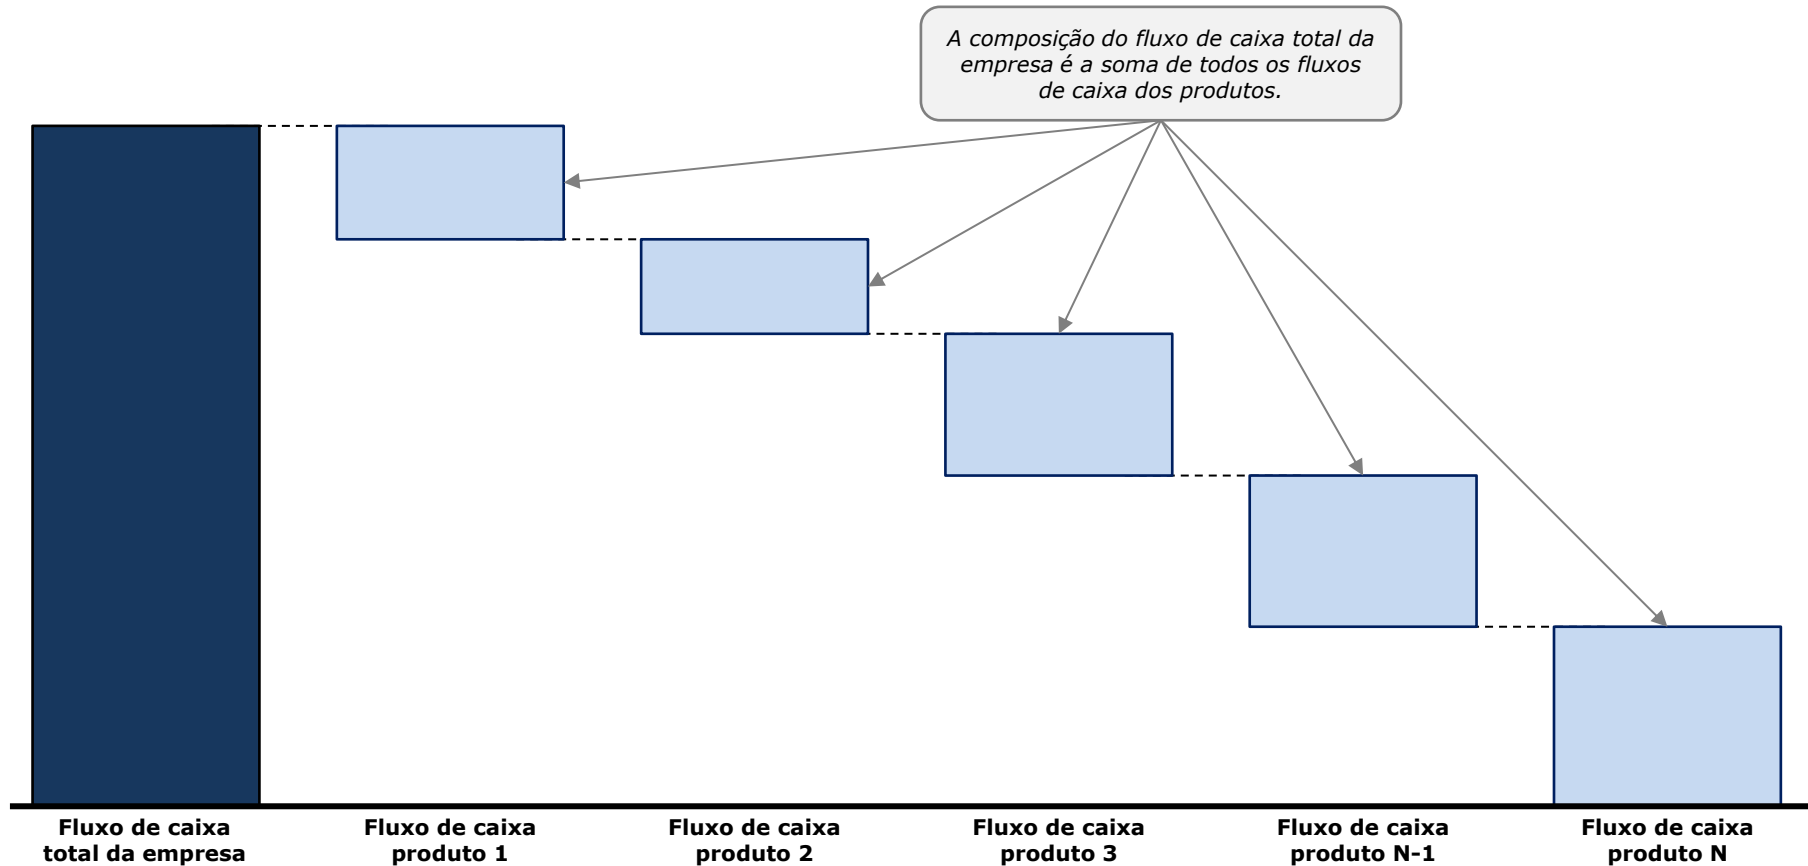 A composição do fluxo de caixa total da
empresa é a soma de todos os fluxos
de caixa dos produtos.
Fluxo de caixa
total da empresa
Fluxo de caixa
produto 1
Fluxo de caixa
produto 2
Fluxo de caixa
produto 3
Fluxo de caixa
produto N-1
Fluxo de caixa
produto N